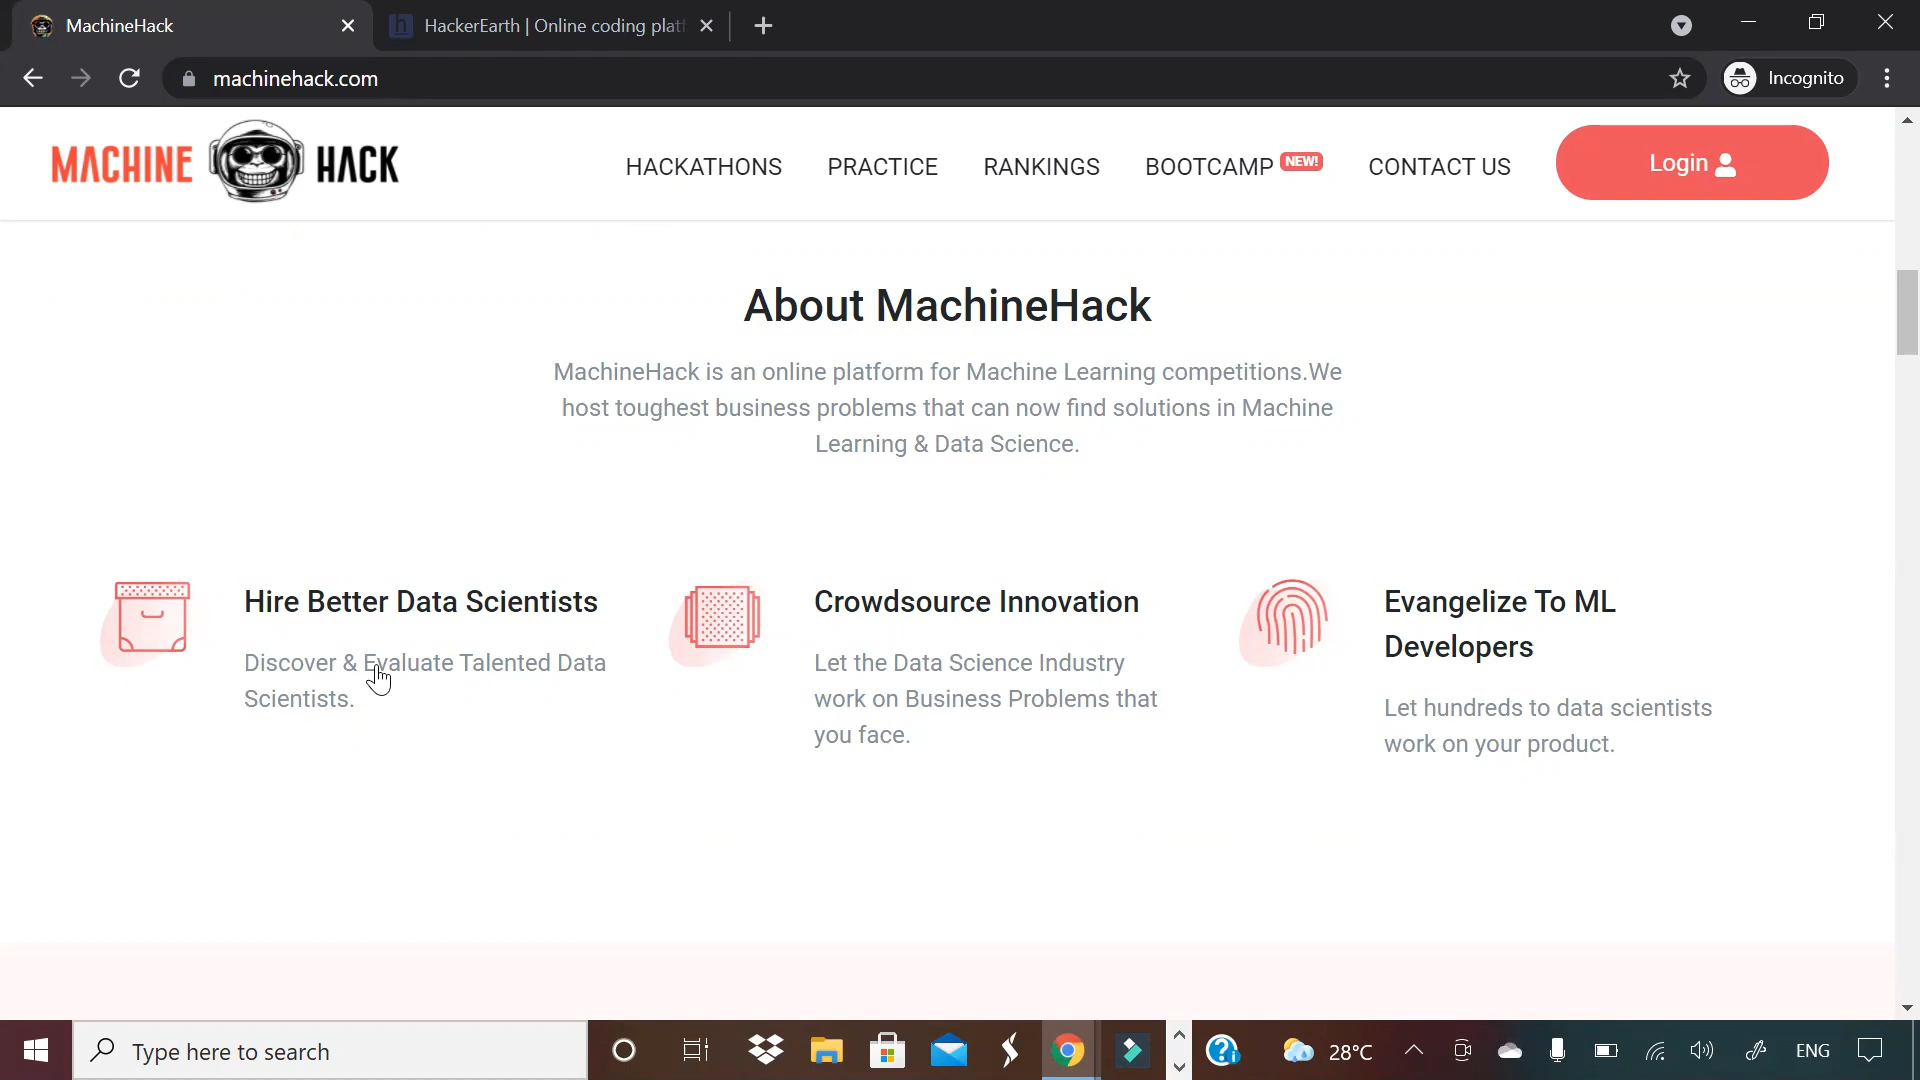 MachineHack
HackerEarth | Online coding plat
machinehack.com
Incognito
MACHINE HACK
HACKATHONS
PRACTICE
RANKINGS
BOOTCAMP NEW!
CONTACT US
Login
About MachineHack
MachineHack is an online platform for Machine Learning competitions.We
host toughest business problems that can now find solutions in Machine
Learning & Data Science.
Hire Better Data Scientists
Discover & Evaluate Talented Data
Scientists.
Crowdsource Innovation
Let the Data Science Industry
work on Business Problems that
you face.
Evangelize To ML
Developers
Let hundreds to data scientists
work on your product.
Type here to search
28°C
ENG